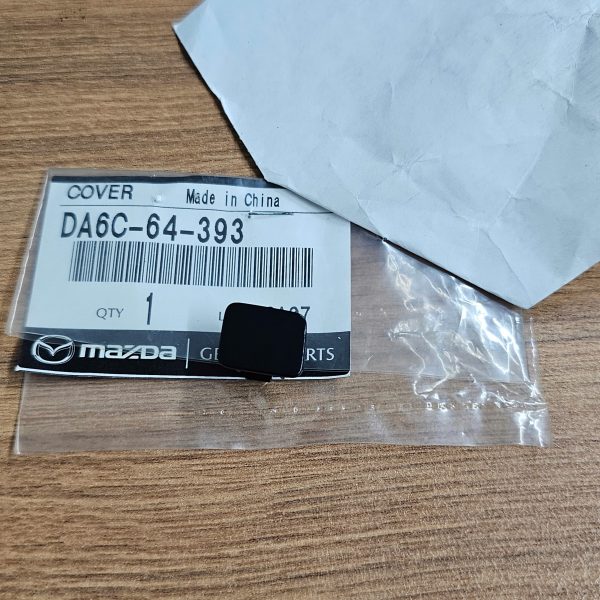 COVER Made in China
DA6C-64-393
QTY 1
mazda